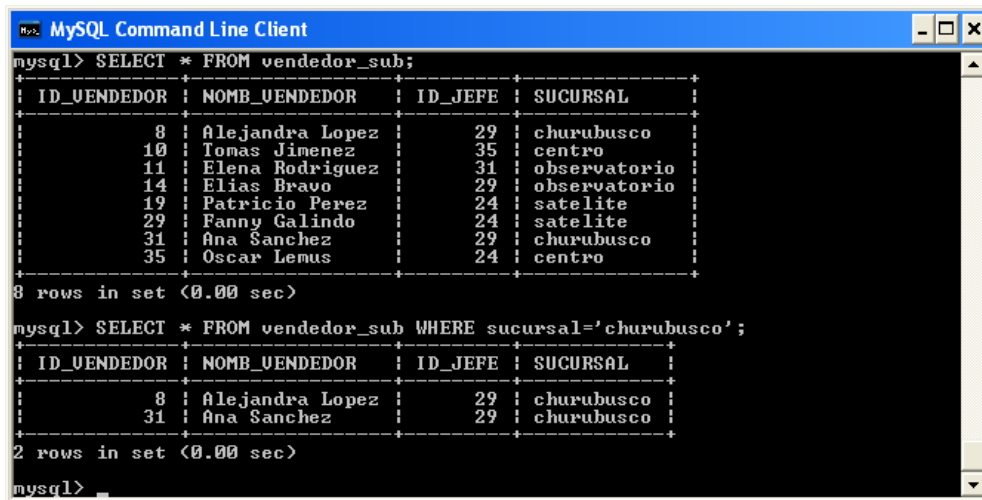 MySQL Command Line Client
mysql> SELECT * FROM vendedor_sub;
+-------------+-----------------+---------+--------------+
| ID_VENDEDOR | NOMB_VENDEDOR   | ID_JEFE | SUCURSAL     |
+-------------+-----------------+---------+--------------+
|           8 | Alejandra Lopez |      29 | churubusco   |
|          10 | Tomas Jimenez   |      35 | centro       |
|          11 | Elena Rodriguez |      31 | observatorio |
|          14 | Elias Bravo     |      29 | observatorio |
|          19 | Patricio Perez  |      24 | satelite     |
|          29 | Fanny Galindo   |      24 | satelite     |
|          31 | Ana Sanchez     |      29 | churubusco   |
|          35 | Oscar Lemus     |      24 | centro       |
+-------------+-----------------+---------+--------------+
8 rows in set (0.00 sec)
mysql> SELECT * FROM vendedor_sub WHERE sucursal='churubusco';
+-------------+-----------------+---------+------------+
| ID_VENDEDOR | NOMB_VENDEDOR   | ID_JEFE | SUCURSAL   |
+-------------+-----------------+---------+------------+
|           8 | Alejandra Lopez |      29 | churubusco |
|          31 | Ana Sanchez     |      29 | churubusco |
+-------------+-----------------+---------+------------+
2 rows in set (0.00 sec)
mysql> _